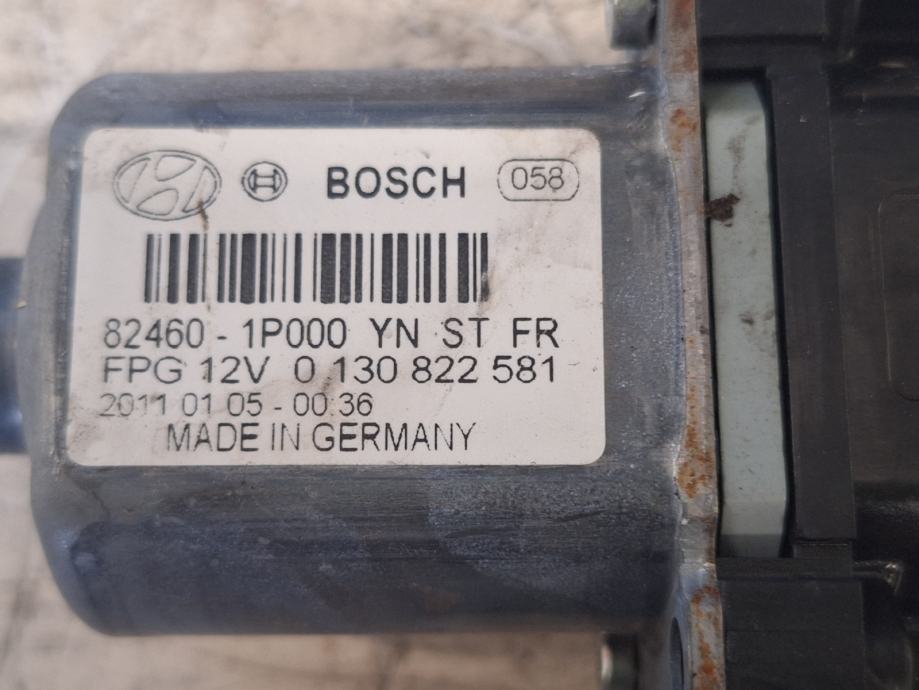 BOSCH 058
82460 - 1P000 YN ST FR
FPG 12V 0 130 822 581
2011 01 05 - 00:36
MADE IN GERMANY